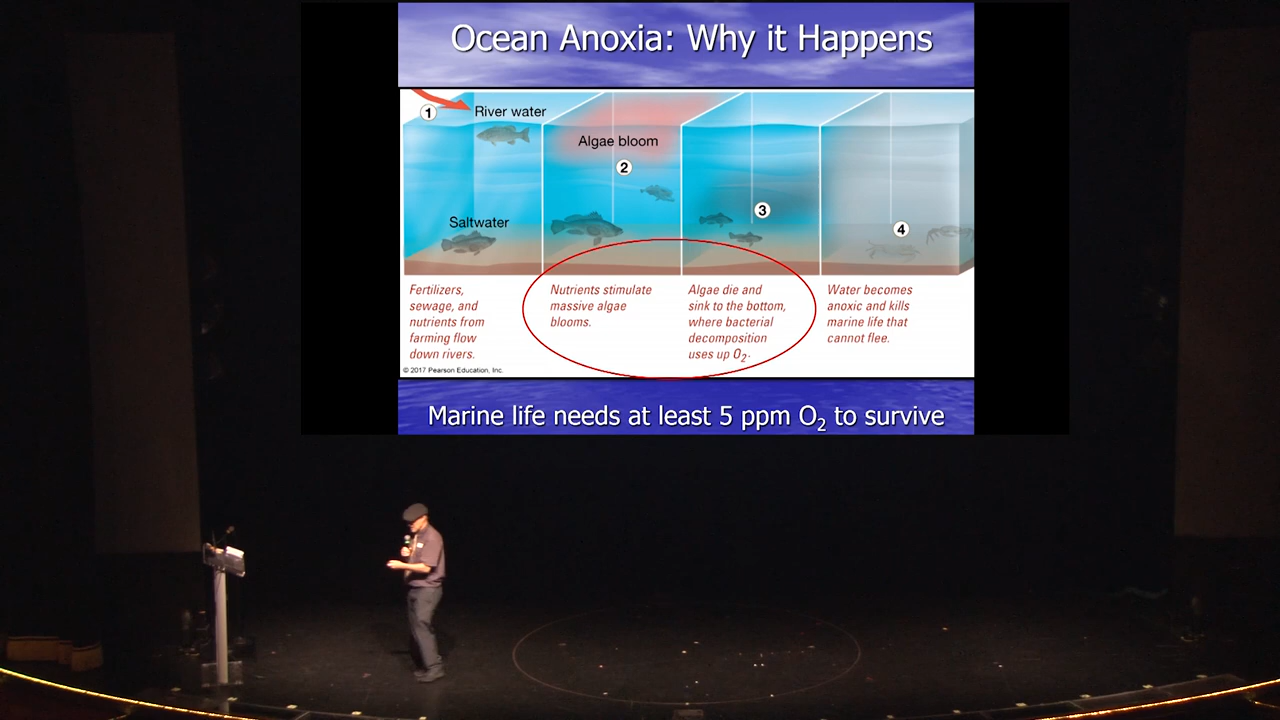 Ocean Anoxia: Why it Happens
1
River water
Saltwater
Algae bloom
2
3
4
Fertilizers,
sewage, and
nutrients from
farming flow
down rivers.
Nutrients stimulate
massive algae
blooms.
Algae die and
sink to the bottom,
where bacterial
decomposition
uses up O₂.
Water becomes
anoxic and kills
marine life that
cannot flee.
© 2017 Pearson Education, Inc.
Marine life needs at least 5 ppm O₂ to survive